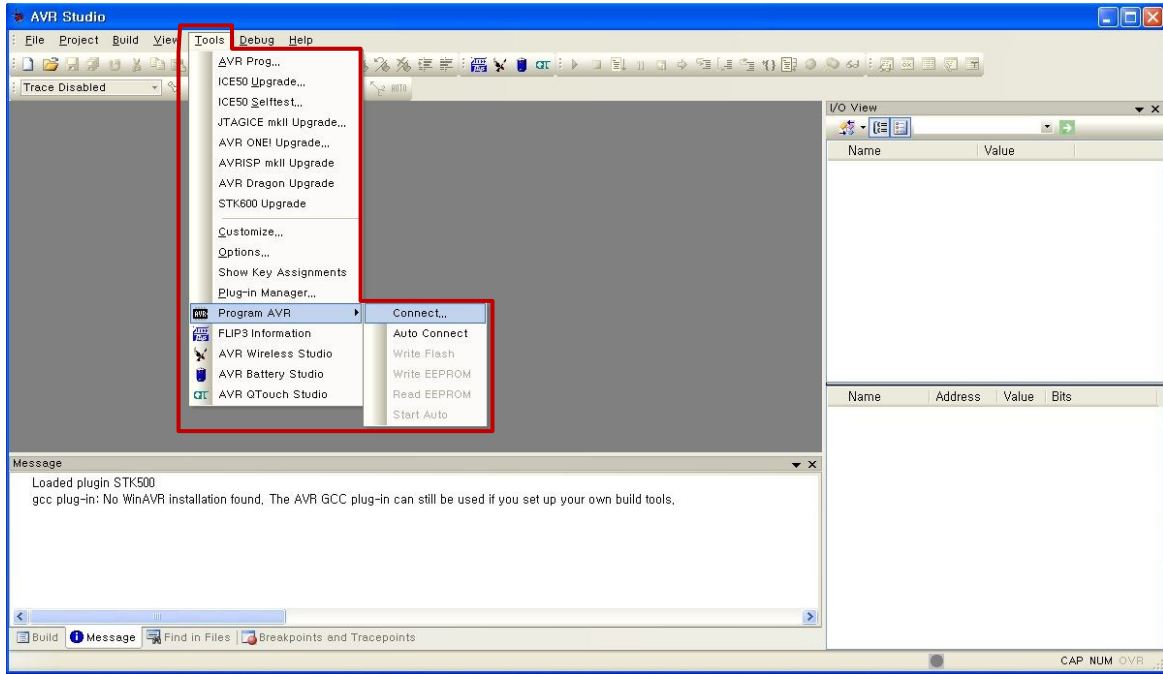 AVR Studio
File Project Build View Tools Debug Help
Trace Disabled
AUTO
AVR Prog...
ICE50 Upgrade...
ICE50 Selftest...
JTAGICE mkII Upgrade...
AVR ONE! Upgrade...
AVRISP mkII Upgrade
AVR Dragon Upgrade
STK600 Upgrade
Customize...
Options...
Show Key Assignments
Plug-in Manager...
AVR Program AVR
FLIP3 Information
AVR Wireless Studio
AVR Battery Studio
QT AVR QTouch Studio
Connect...
Auto Connect
Write Flash
Write EEPROM
Read EEPROM
Start Auto
I/O View
Name Value
Name Address Value Bits
Message
Loaded plugin STK500
gcc plug-in: No WinAVR installation found, The AVR GCC plug-in can still be used if you set up your own build tools,
Build Message Find in Files Breakpoints and Tracepoints
CAP NUM OVR